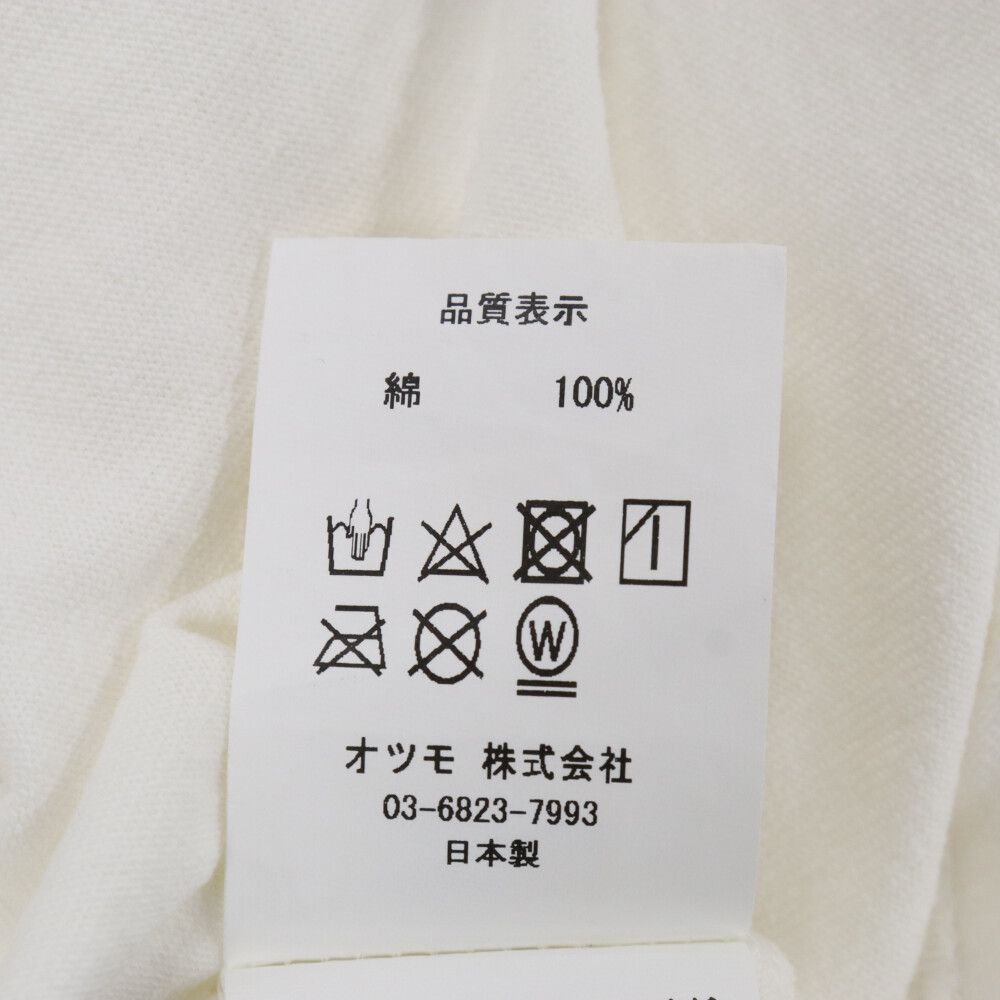 品質表示
綿 100%
W
オツモ 株式会社
03-6823-7993
日本製